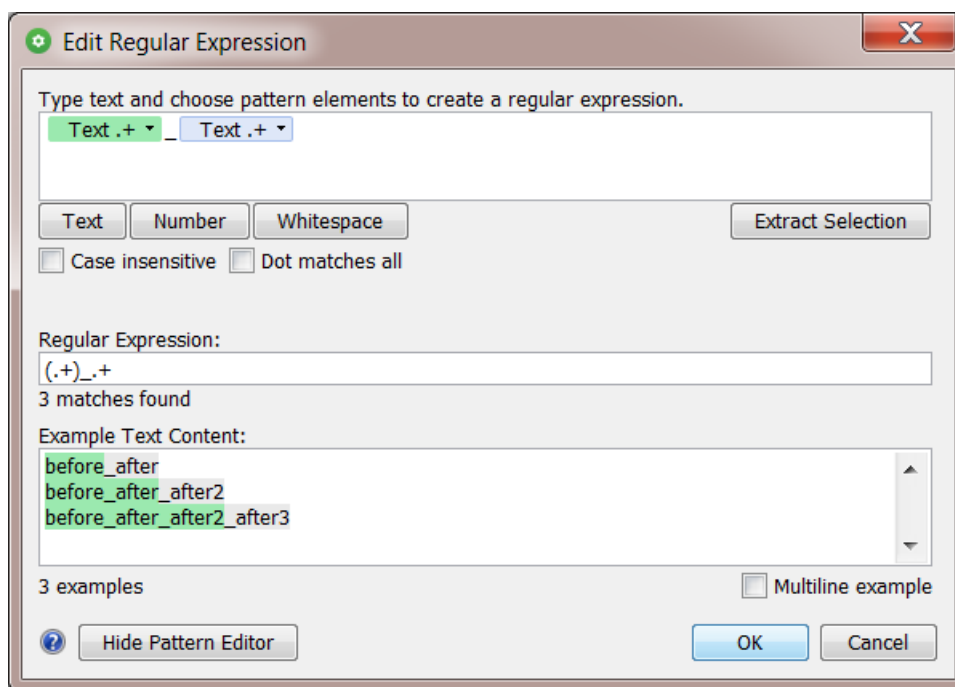 Edit Regular Expression
X
Type text and choose pattern elements to create a regular expression.
Text .+ _ Text .+
Text Number Whitespace Extract Selection
Case insensitive Dot matches all
Regular Expression:
(.+)_.+
3 matches found
Example Text Content:
before_after
before_after_after2
before_after_after2_after3
3 examples Multiline example
? Hide Pattern Editor OK Cancel